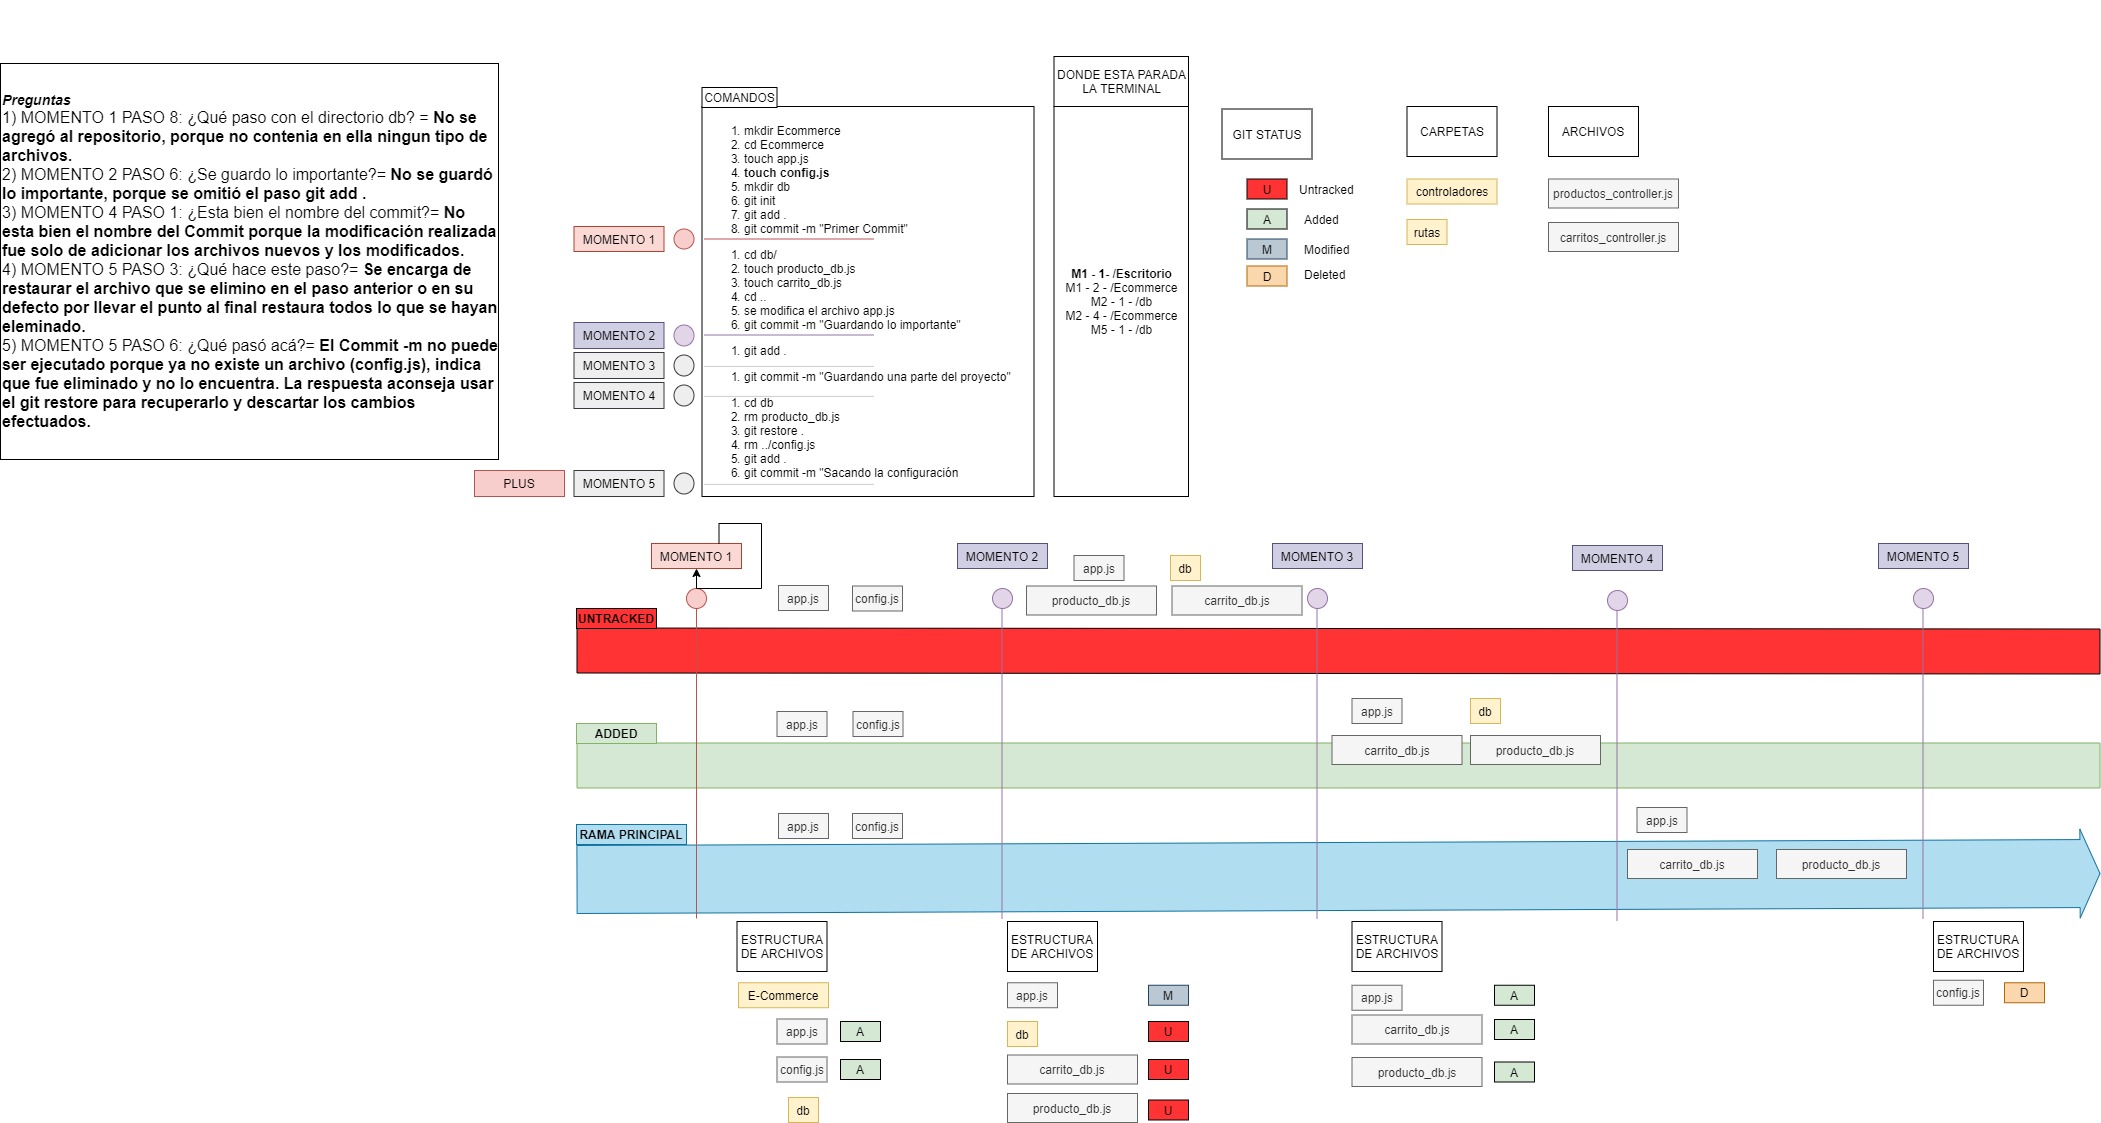 Preguntas
1) MOMENTO 1 PASO 8: ¿Qué paso con el directorio db? = No se
agregó al repositorio, porque no contenia en ella ningun tipo de
archivos.
2) MOMENTO 2 PASO 6: ¿Se guardo lo importante?= No se guardó
lo importante, porque se omitió el paso git add .
3) MOMENTO 4 PASO 1: ¿Esta bien el nombre del commit?= No
esta bien el nombre del Commit porque la modificación realizada
fue solo de adicionar los archivos nuevos y los modificados.
4) MOMENTO 5 PASO 3: ¿Qué hace este paso?= Se encarga de
restaurar el archivo que se elimino en el paso anterior o en su
defecto por llevar el punto al final restaura todos lo que se hayan
eleminado.
5) MOMENTO 5 PASO 6: ¿Qué pasó acá?= El Commit -m no puede
ser ejecutado porque ya no existe un archivo (config.js), indica
que fue eliminado y no lo encuentra. La respuesta aconseja usar
el git restore para recuperarlo y descartar los cambios
efectuados.
COMANDOS
1. mkdir Ecommerce
2. cd Ecommerce
3. touch app.js
4. touch config.js
5. mkdir db
6. git init
7. git add .
8. git commit -m "Primer Commit"
MOMENTO 1
1. cd db/
2. touch producto_db.js
3. touch carrito_db.js
4. cd ..
5. se modifica el archivo app.js
6. git commit -m "Guardando lo importante"
MOMENTO 2
1. git add .
MOMENTO 3
1. git commit -m "Guardando una parte del proyecto"
MOMENTO 4
1. cd db
2. rm producto_db.js
3. git restore .
4. rm ../config.js
5. git add .
6. git commit -m "Sacando la configuración
PLUS
MOMENTO 5
DONDE ESTA PARADA
LA TERMINAL
M1 - 1- /Escritorio
M1 - 2 - /Ecommerce
M2 - 1 - /db
M2 - 4 - /Ecommerce
M5 - 1 - /db
GIT STATUS
U Untracked
A Added
M Modified
D Deleted
CARPETAS
controladores
rutas
ARCHIVOS
productos_controller.js
carritos_controller.js
MOMENTO 1
MOMENTO 2
MOMENTO 3
MOMENTO 4
MOMENTO 5
app.js
db
app.js
config.js
producto_db.js
carrito_db.js
UNTRACKED
app.js
db
app.js
config.js
ADDED
carrito_db.js
producto_db.js
app.js
config.js
app.js
RAMA PRINCIPAL
carrito_db.js
producto_db.js
ESTRUCTURA
DE ARCHIVOS
E-Commerce
app.js A
config.js A
db
ESTRUCTURA
DE ARCHIVOS
app.js M
db U
carrito_db.js U
producto_db.js U
ESTRUCTURA
DE ARCHIVOS
app.js A
carrito_db.js A
producto_db.js A
ESTRUCTURA
DE ARCHIVOS
config.js D